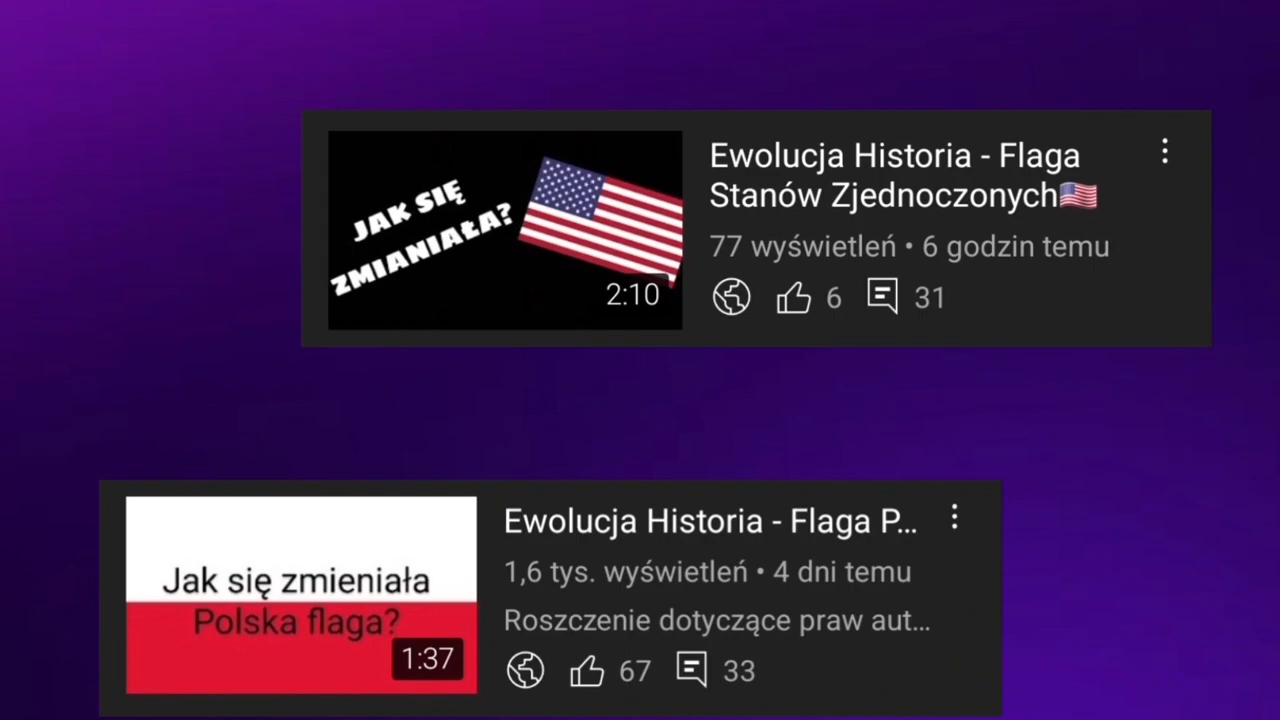 JAK SIĘ
ZMIANIAŁA?
2:10
Ewolucja Historia - Flaga
Stanów Zjednoczonych🇺🇸
77 wyświetleń • 6 godzin temu
6 31
Jak się zmieniała
Polska flaga?
1:37
Ewolucja Historia - Flaga P...
1,6 tys. wyświetleń • 4 dni temu
Roszczenie dotyczące praw aut...
67 33